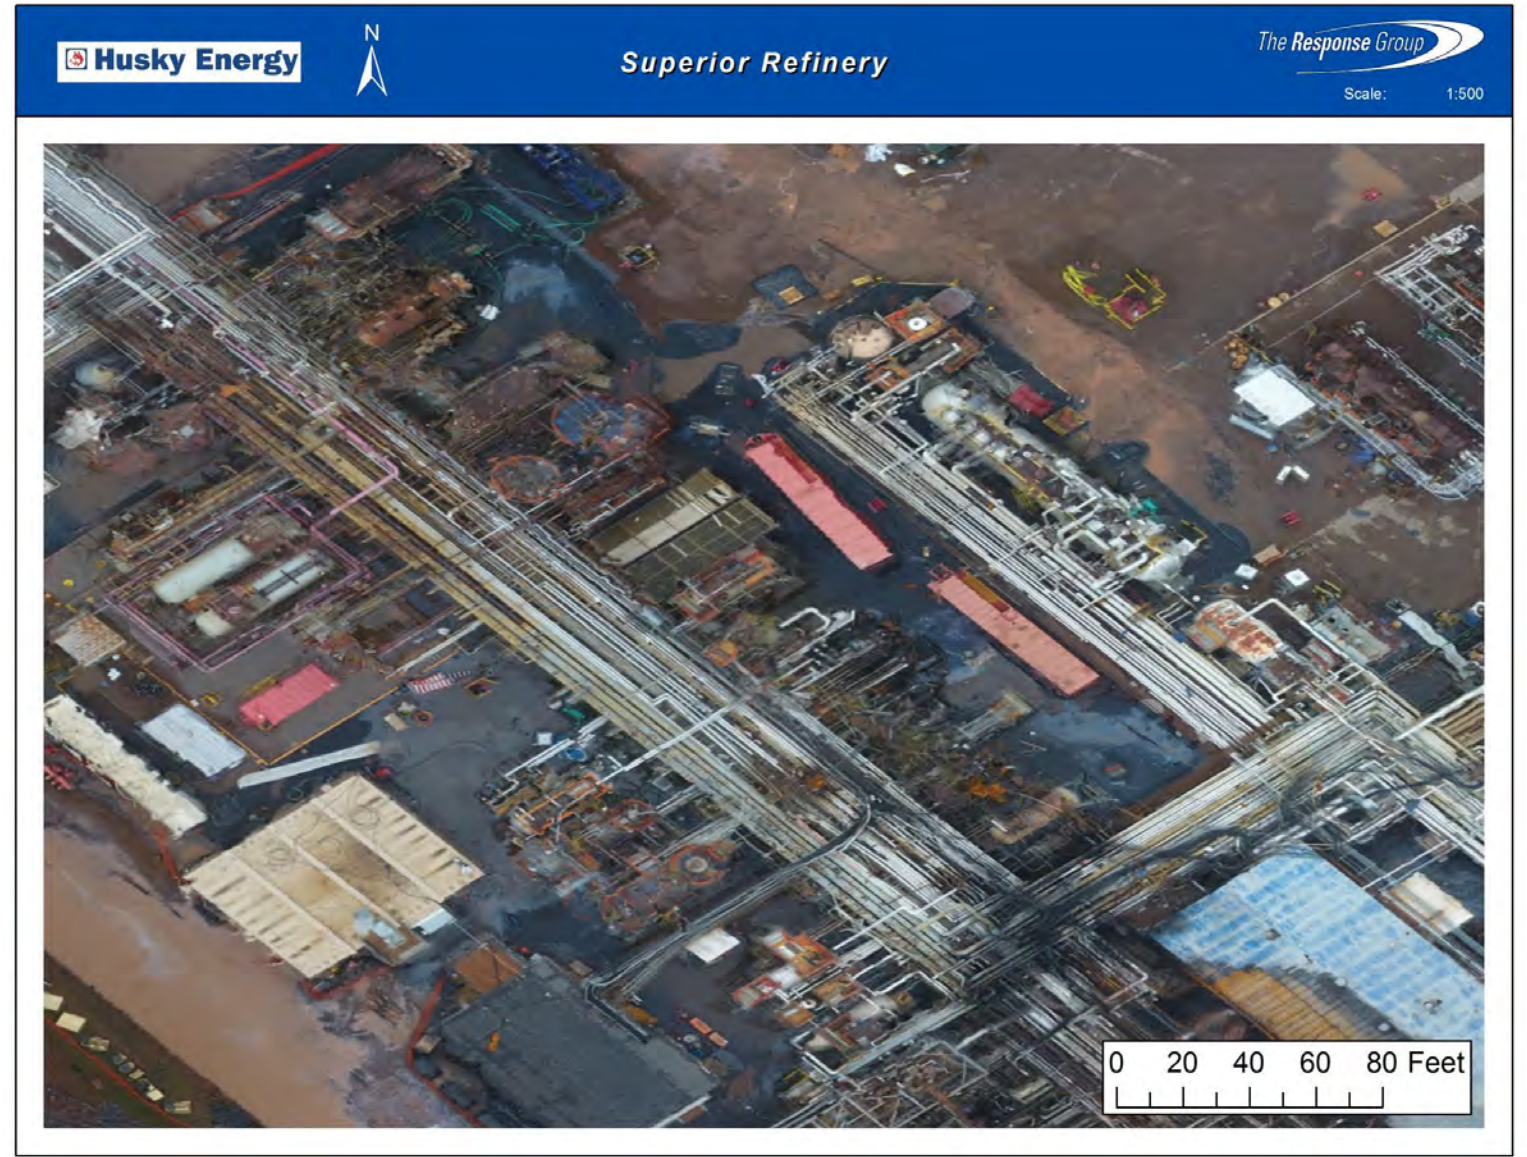 Husky Energy
N
Superior Refinery
The Response Group
Scale: 1:500
0 20 40 60 80 Feet